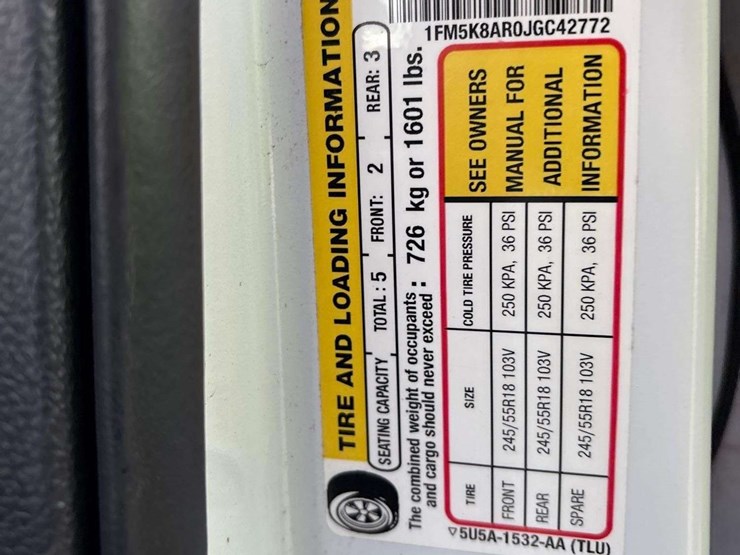 1FM5K8AR0JGC42772
TIRE AND LOADING INFORMATION
SEATING CAPACITY TOTAL : 5 FRONT: 2 REAR: 3
The combined weight of occupants : 726 kg or 1601 lbs.
and cargo should never exceed :
TIRE SIZE COLD TIRE PRESSURE
FRONT 245/55R18 103V 250 KPA, 36 PSI
REAR 245/55R18 103V 250 KPA, 36 PSI
SPARE 245/55R18 103V 250 KPA, 36 PSI
SEE OWNERS
MANUAL FOR
ADDITIONAL
INFORMATION
5U5A-1532-AA (TLU)